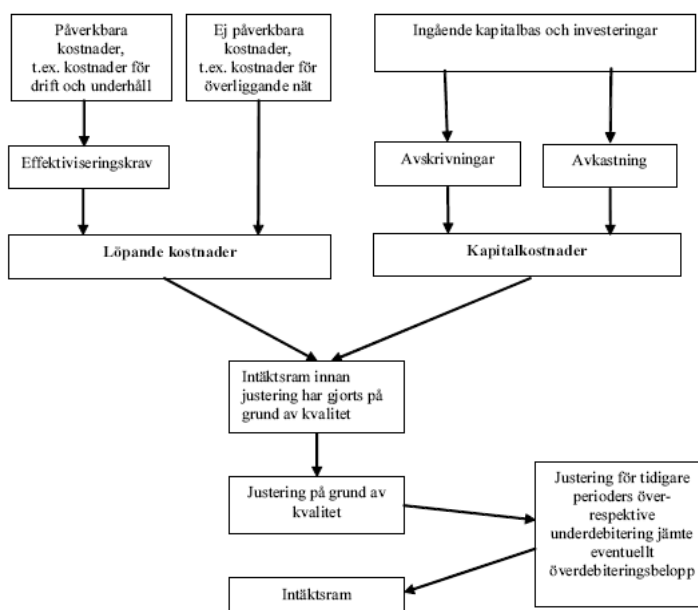 Påverkbara
kostnader,
t.ex. kostnader för
drift och underhåll
Ej påverkbara
kostnader,
t.ex. kostnader för
överliggande nät
Ingående kapitalbas och investeringar
Effektiviseringskrav
Avskrivningar
Avkastning
Löpande kostnader
Kapitalkostnader
Intäktsram innan
justering har gjorts på
grund av kvalitet
Justering på grund av
kvalitet
Justering för tidigare
perioders över-
respektive
underdebitering jämte
eventuellt
överdebiteringsbelopp
Intäktsram